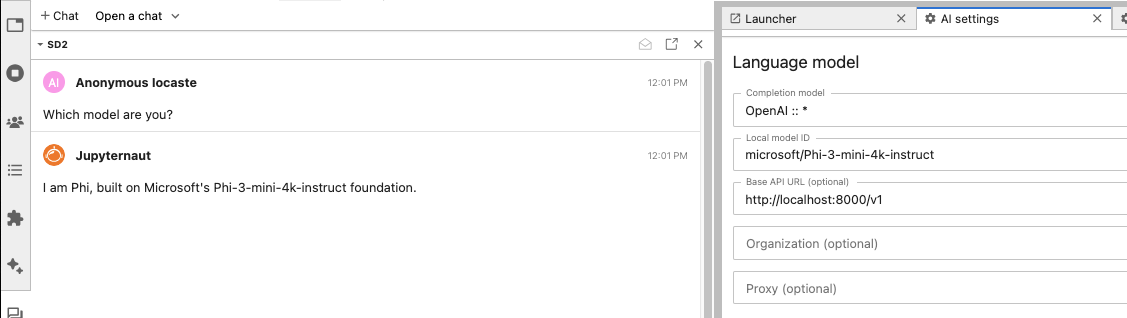 + Chat Open a chat
SD2
AI Anonymous Iocaste 12:01 PM
Which model are you?
Jupyternaut 12:01 PM
I am Phi, built on Microsoft's Phi-3-mini-4k-instruct foundation.
Launcher AI settings
Language model
Completion model
OpenAI :: *
Local model ID
microsoft/Phi-3-mini-4k-instruct
Base API URL (optional)
http://localhost:8000/v1
Organization (optional)
Proxy (optional)